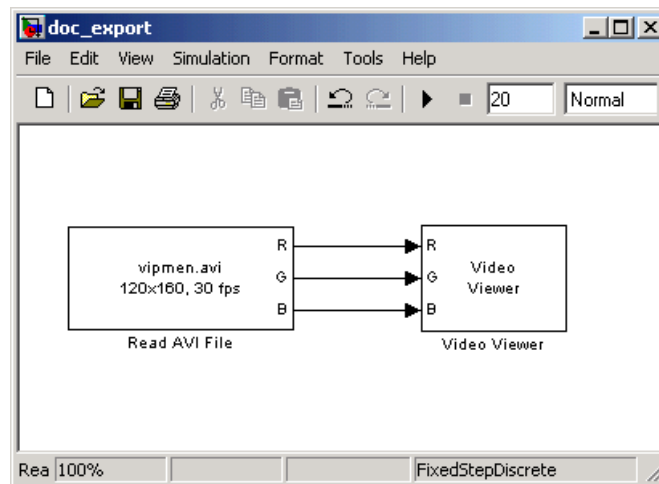 doc_export
File Edit View Simulation Format Tools Help
20 Normal
R R
vipmen.avi Video
G G
120x160, 30 fps Viewer
B B
Read AVI File Video Viewer
Rea 100% FixedStepDiscrete